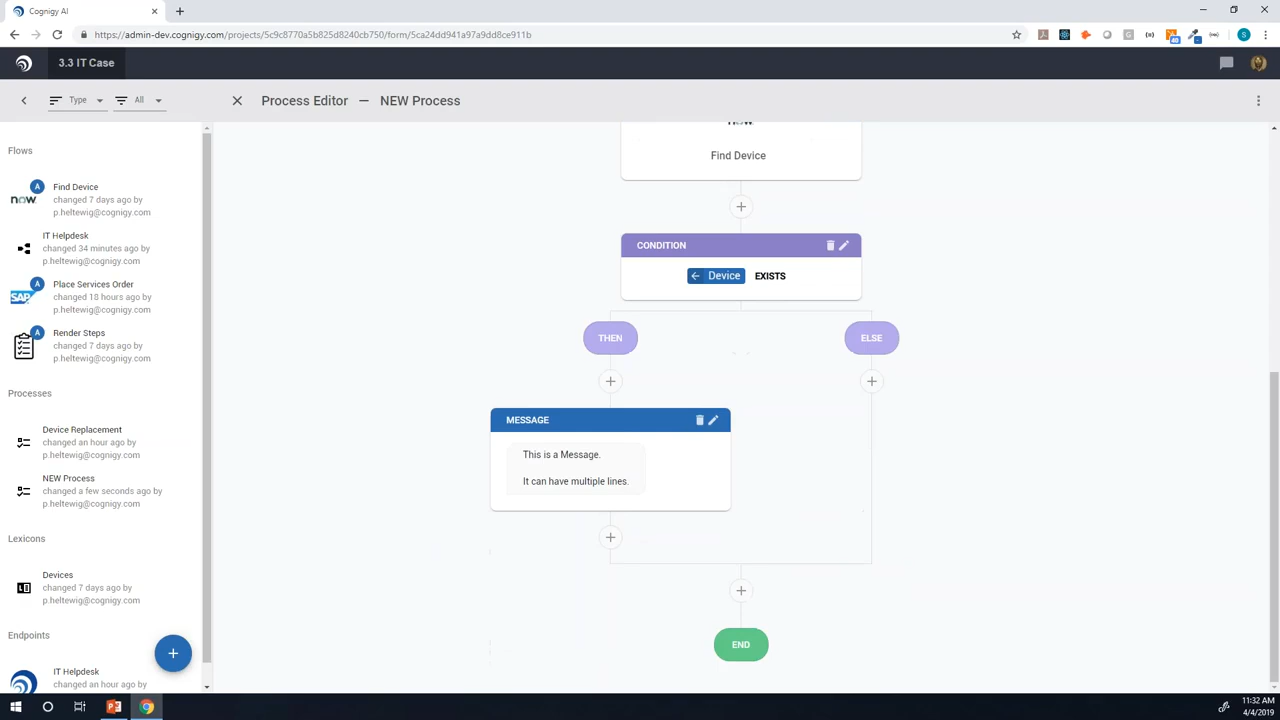 Cognigy AI
https://admin-dev.cognigy.com/projects/5c9c8770a5b825d8240cb750/form/5ca24dd941a97a9dd8ce911b
3.3 IT Case
Type
All
Process Editor — NEW Process
Flows
Find Device
changed 7 days ago by
p.heltewig@cognigy.com
IT Helpdesk
changed 34 minutes ago by
p.heltewig@cognigy.com
Place Services Order
changed 18 hours ago by
p.heltewig@cognigy.com
Render Steps
changed 7 days ago by
p.heltewig@cognigy.com
Processes
Device Replacement
changed an hour ago by
p.heltewig@cognigy.com
NEW Process
changed a few seconds ago by
p.heltewig@cognigy.com
Lexicons
Devices
changed 7 days ago by
p.heltewig@cognigy.com
Endpoints
IT Helpdesk
changed an hour ago by
now
A
A
SAP
A
Find Device
CONDITION
Device EXISTS
THEN
ELSE
MESSAGE
This is a Message.
It can have multiple lines.
END
11:32 AM
4/4/2019